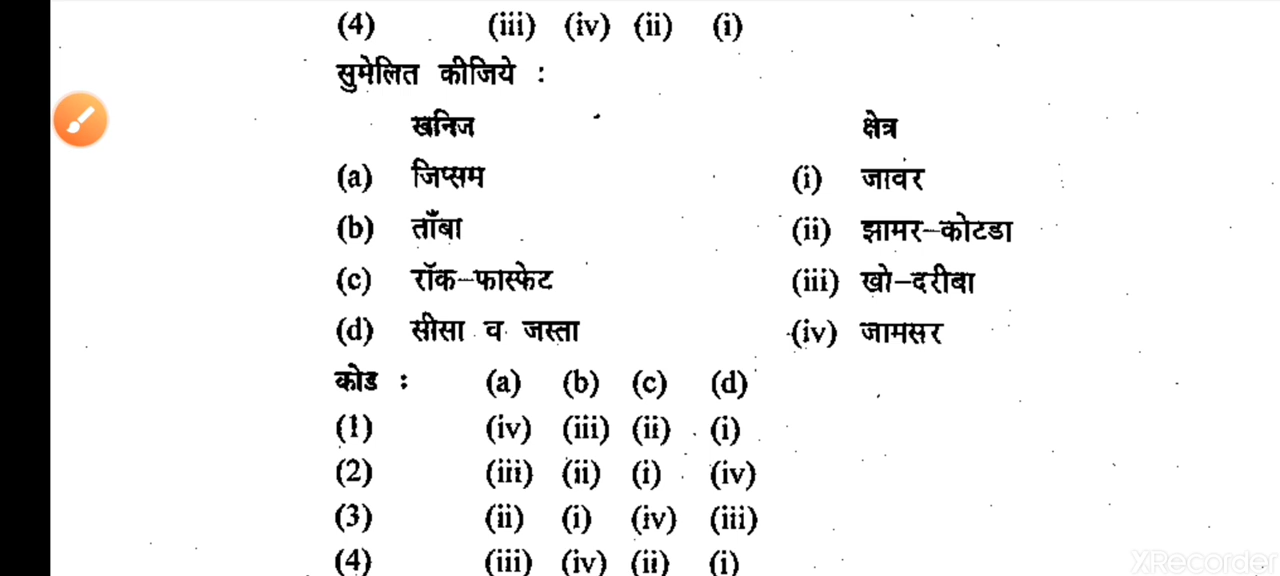 (4) (iii) (iv) (ii) (i)
सुमेलित कीजिये :
खनिज क्षेत्र
(a) जिप्सम (i) जावर
(b) ताँबा (ii) झामर-कोटडा
(c) रॉक-फास्फेट (iii) खो-दरीबा
(d) सीसा व जस्ता (iv) जामसर
कोड : (a) (b) (c) (d)
(1) (iv) (iii) (ii) (i)
(2) (iii) (ii) (i) (iv)
(3) (ii) (i) (iv) (iii)
(4) (iii) (iv) (ii) (i)
XRecorder